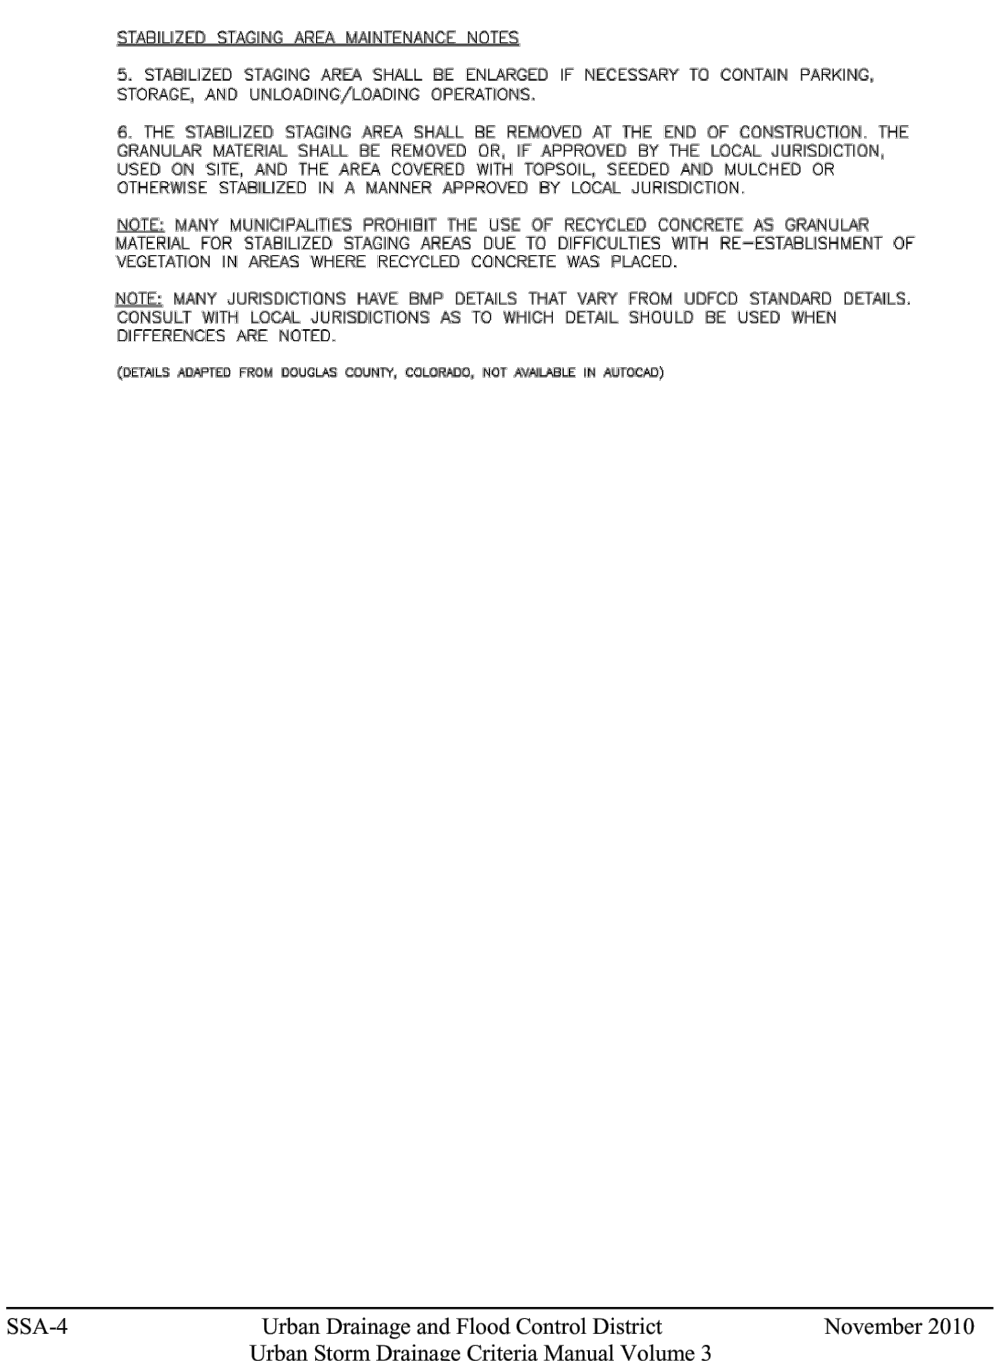 STABILIZED STAGING AREA MAINTENANCE NOTES
5. STABILIZED STAGING AREA SHALL BE ENLARGED IF NECESSARY TO CONTAIN PARKING,
STORAGE, AND UNLOADING/LOADING OPERATIONS.
6. THE STABILIZED STAGING AREA SHALL BE REMOVED AT THE END OF CONSTRUCTION. THE
GRANULAR MATERIAL SHALL BE REMOVED OR, IF APPROVED BY THE LOCAL JURISDICTION,
USED ON SITE, AND THE AREA COVERED WITH TOPSOIL, SEEDED AND MULCHED OR
OTHERWISE STABILIZED IN A MANNER APPROVED BY LOCAL JURISDICTION.
NOTE: MANY MUNICIPALITIES PROHIBIT THE USE OF RECYCLED CONCRETE AS GRANULAR
MATERIAL FOR STABILIZED STAGING AREAS DUE TO DIFFICULTIES WITH RE-ESTABLISHMENT OF
VEGETATION IN AREAS WHERE RECYCLED CONCRETE WAS PLACED.
NOTE: MANY JURISDICTIONS HAVE BMP DETAILS THAT VARY FROM UDFCD STANDARD DETAILS.
CONSULT WITH LOCAL JURISDICTIONS AS TO WHICH DETAIL SHOULD BE USED WHEN
DIFFERENCES ARE NOTED.
(DETAILS ADAPTED FROM DOUGLAS COUNTY, COLORADO, NOT AVAILABLE IN AUTOCAD)
SSA-4 Urban Drainage and Flood Control District November 2010
Urban Storm Drainage Criteria Manual Volume 3